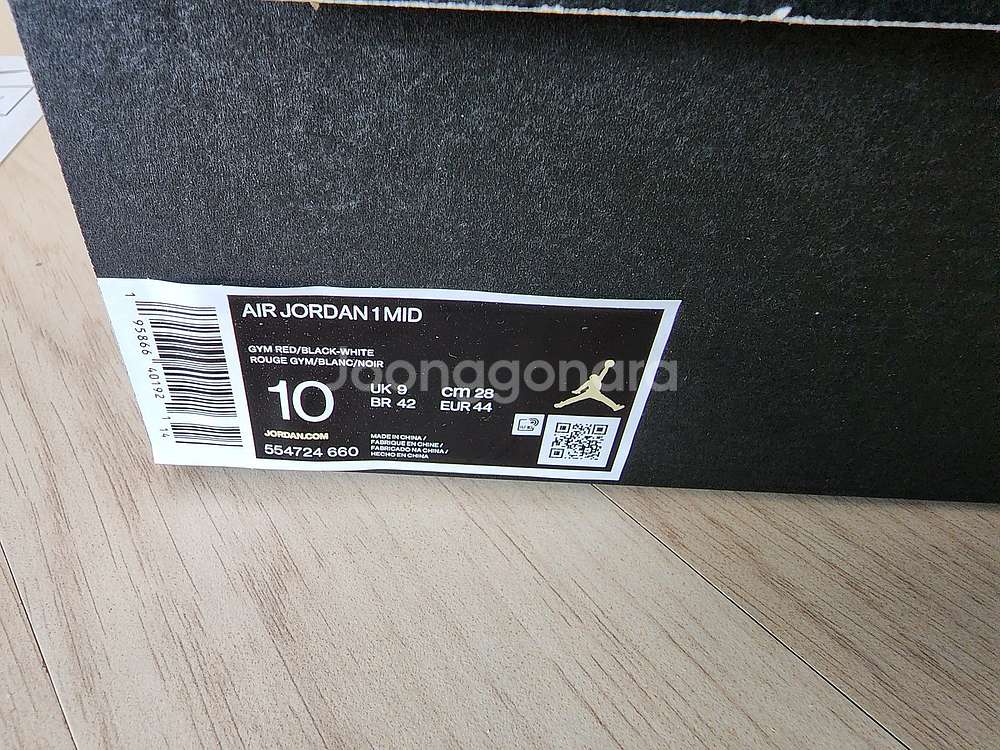 AIR JORDAN 1 MID
GYM RED/BLACK-WHITE
ROUGE GYM/BLANC/NOIR
10
UK 9
BR 42
cm 28
EUR 44
JORDAN.COM
554724 660
MADE IN CHINA /
FABRIQUE EN CHINE /
FABRICADO NA CHINA /
HECHO EN CHINA
1 95866 40192 14
Joonggonara